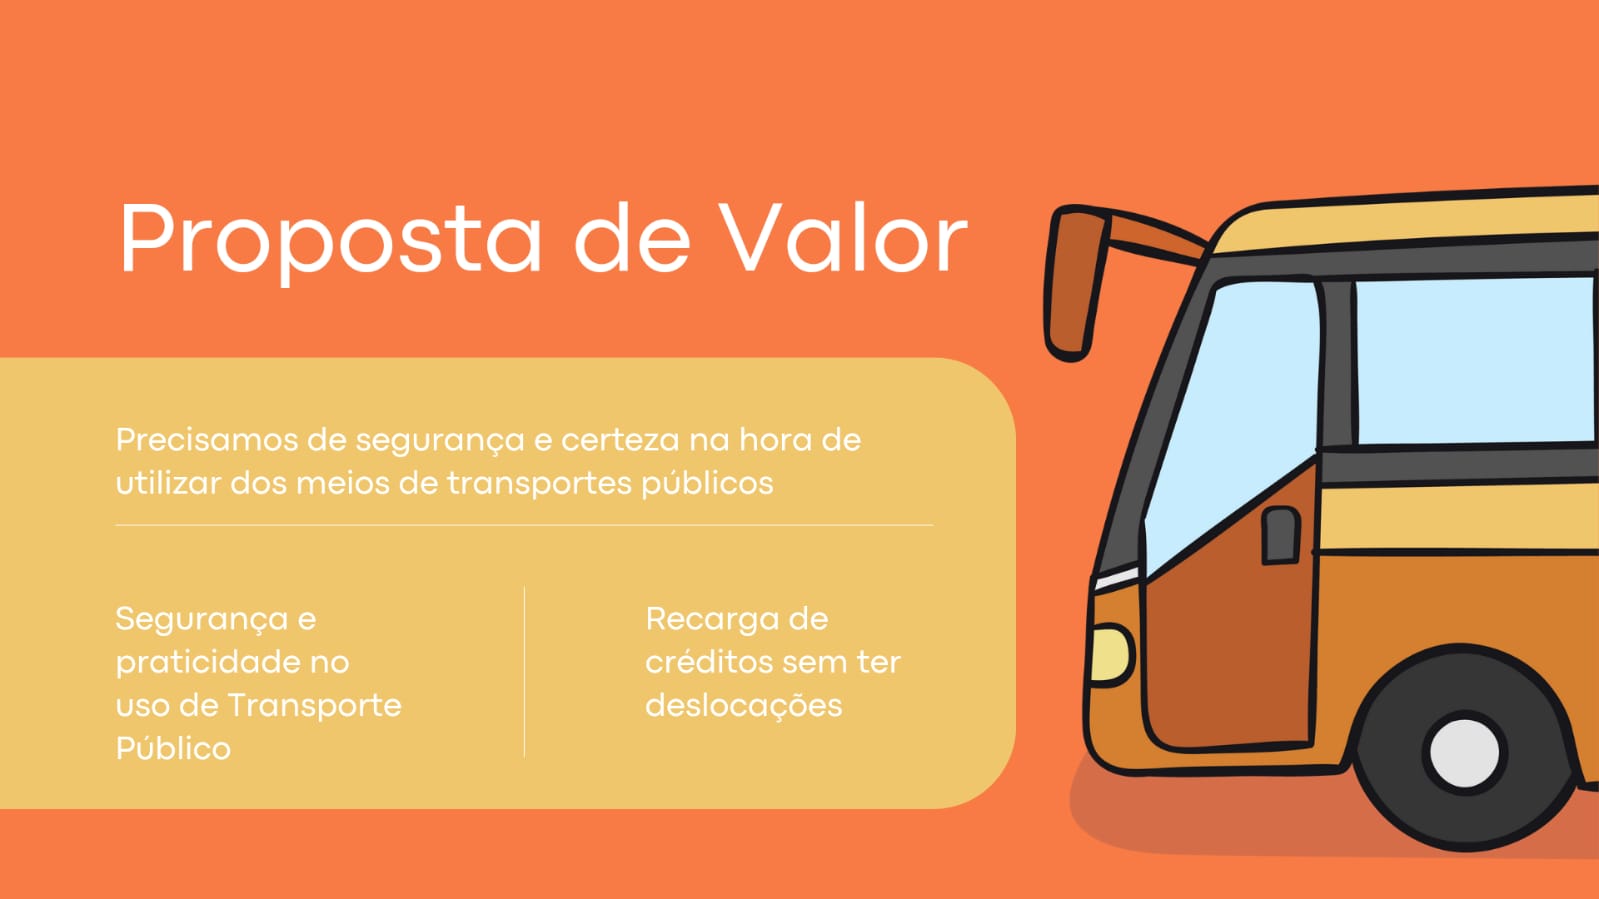 Proposta de Valor
Precisamos de segurança e certeza na hora de
utilizar dos meios de transportes públicos
Segurança e
praticidade no
uso de Transporte
Público
Recarga de
créditos sem ter
deslocações